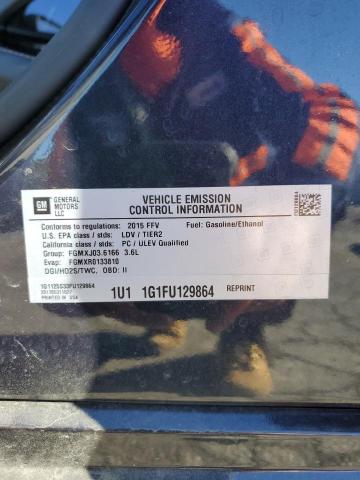 GM
GENERAL MOTORS LLC
VEHICLE EMISSION
CONTROL INFORMATION
Conforms to regulations: 2015 FFV Fuel: Gasoline/Ethanol
U.S. EPA class / stds: LDV / TIER2
California class / stds: PC / ULEV Qualified
Group: FGMXJ03.6166 3.6L
Evap: FGMXR0133810
DGI/HO2S/TWC, OBD: II
1G1125S33FU129864
PRINTED IN USA
1U1 1G1FU129864 REPRINT